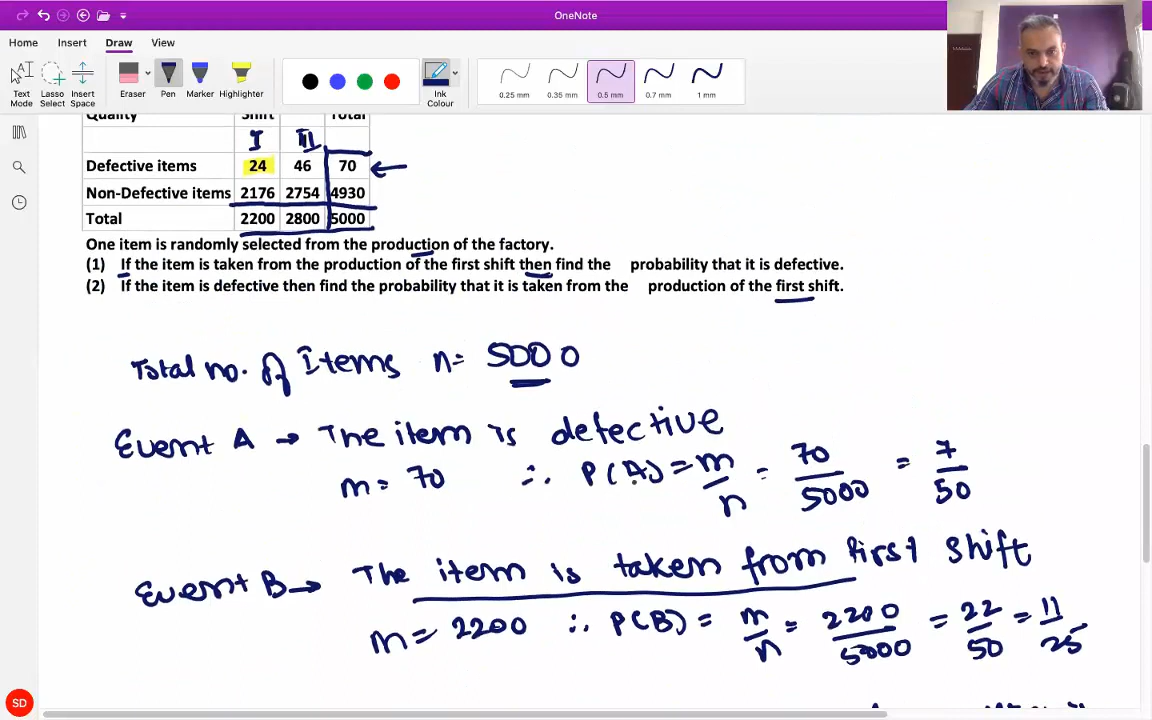 OneNote
Home Insert Draw View
Text Mode
Lasso Select
Insert Space
Eraser
Pen
Marker
Highlighter
Ink Colour
0.25 mm 0.35 mm 0.5 mm 0.7 mm 1 mm
Quality Shift Total
I II
Defective items 24 46 70
Non-Defective items 2176 2754 4930
Total 2200 2800 5000
One item is randomly selected from the production of the factory.
(1) If the item is taken from the production of the first shift then find the probability that it is defective.
(2) If the item is defective then find the probability that it is taken from the production of the first shift.
Total no. of Items n = 5000
Event A → The item is defective
m = 70 ∴ P(A) = m/n = 70/5000 = 7/50
Event B → The item is taken from first shift
m = 2200 ∴ P(B) = m/n = 2200/5000 = 22/50 = 11/25
SD